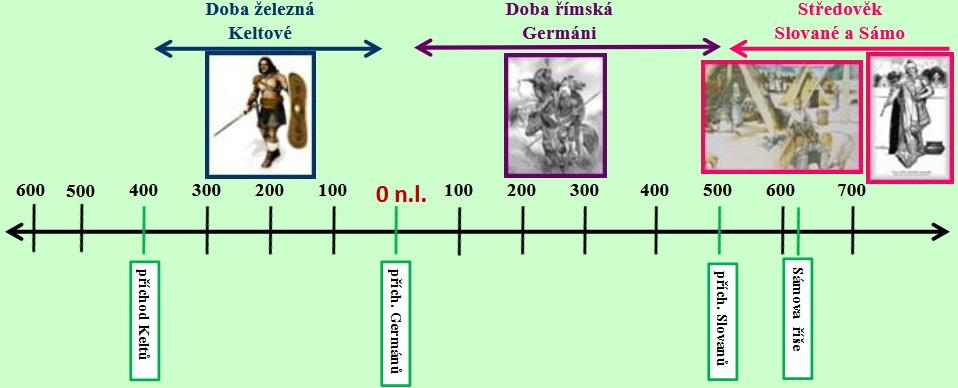 Doba železná
Keltové
Doba římská
Germáni
Středověk
Slované a Sámo
600 500 400 300 200 100 0 n.l. 100 200 300 400 500 600 700
příchod Keltů
přích. Germánů
přích. Slovanů
Sámova říše